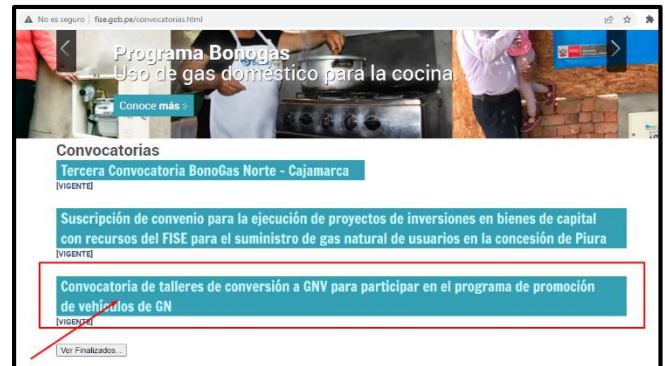 No es seguro | fise.gob.pe/convocatorias.html
Programa Bonogas
Uso de gas doméstico para la cocina
Conoce más >
Convocatorias
Tercera Convocatoria BonoGas Norte - Cajamarca
[VIGENTE]
Suscripción de convenio para la ejecución de proyectos de inversiones en bienes de capital
con recursos del FISE para el suministro de gas natural de usuarios en la concesión de Piura
[VIGENTE]
Convocatoria de talleres de conversión a GNV para participar en el programa de promoción
de vehículos de GN
[VIGENTE]
Ver Finalizados...